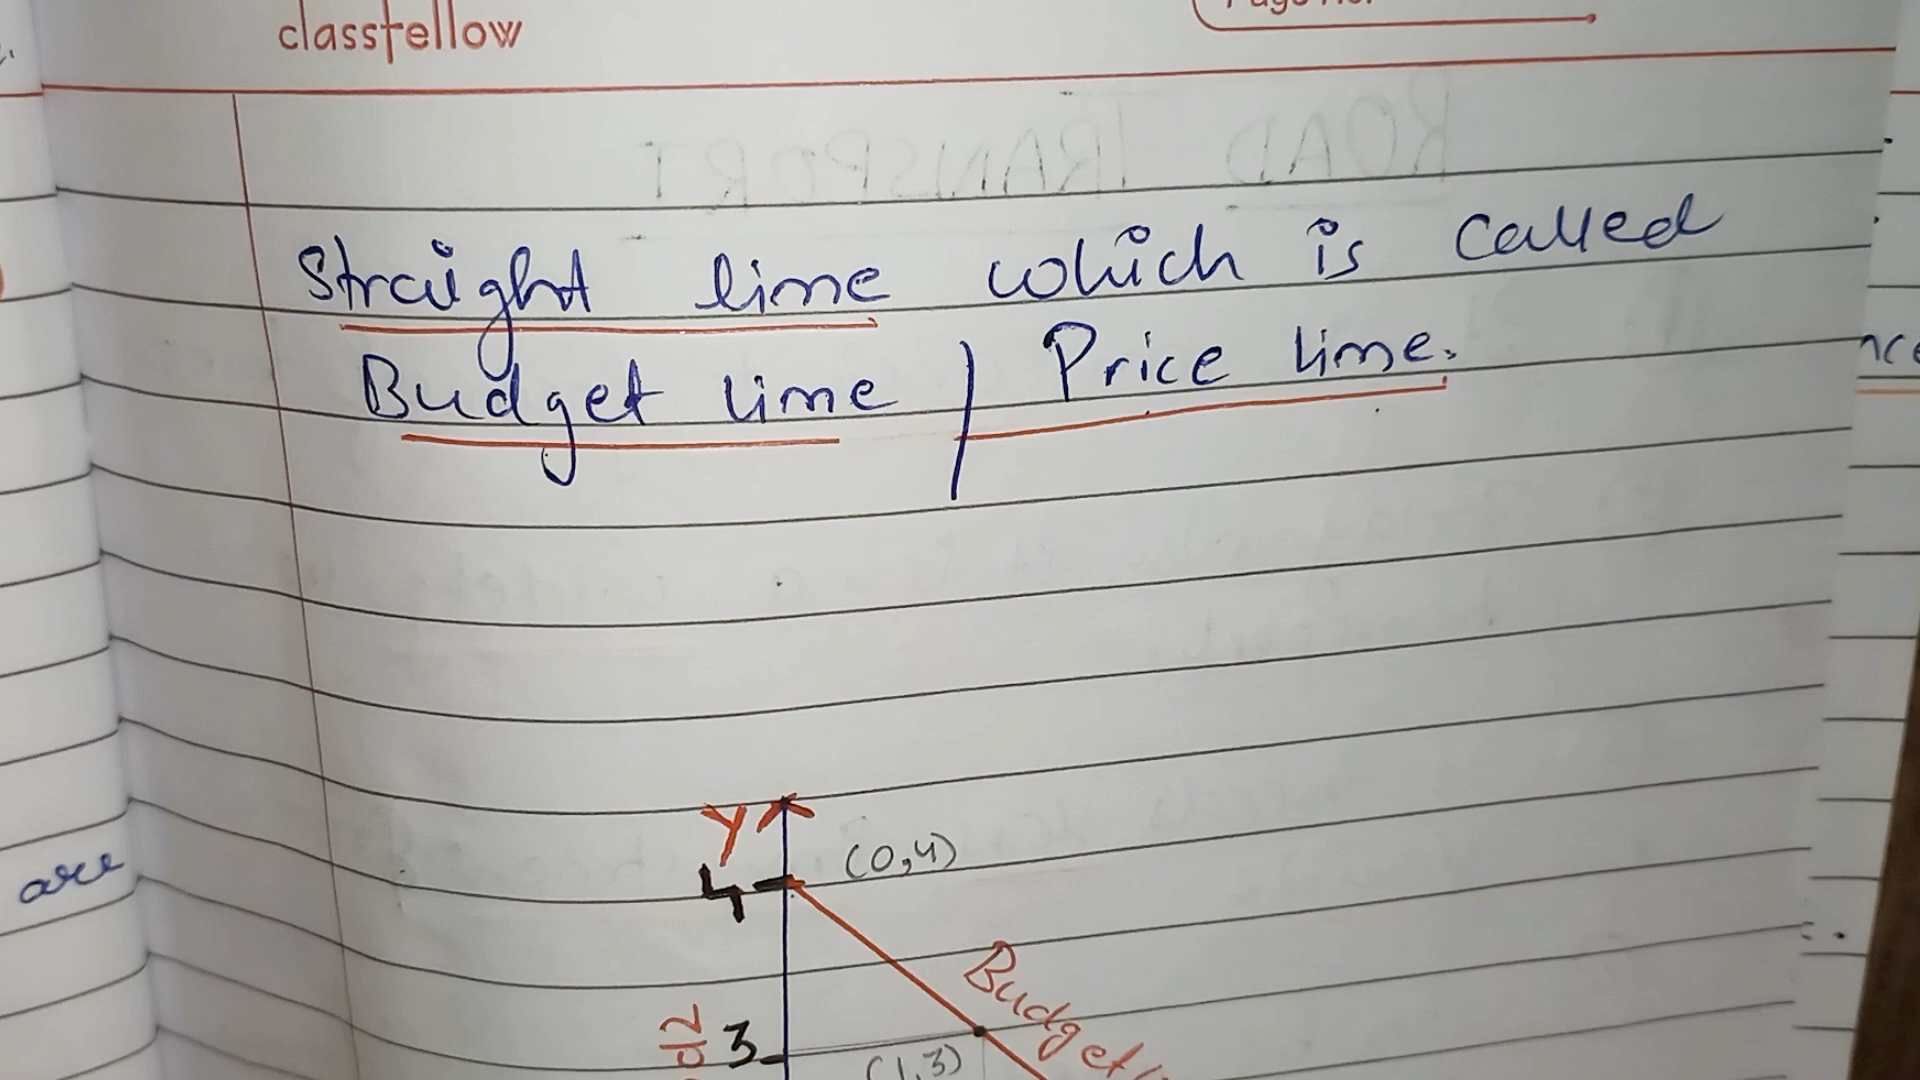 classfellow
Straight line which is called
Budget line / Price line.
are
Y
4
(0,4)
Budget
3
(1,3)